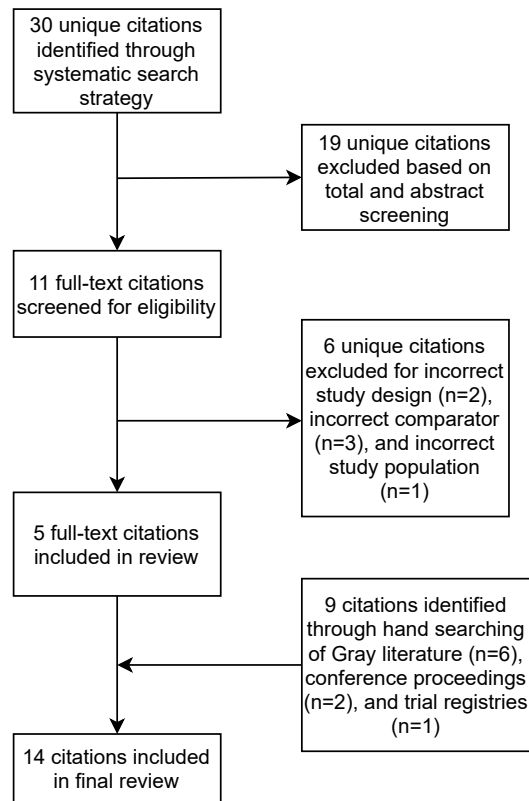 30 unique citations
identified through
systematic search
strategy
19 unique citations
excluded based on
total and abstract
screening
11 full-text citations
screened for eligibility
6 unique citations
excluded for incorrect
study design (n=2),
incorrect comparator
(n=3), and incorrect
study population
(n=1)
5 full-text citations
included in review
9 citations identified
through hand searching
of Gray literature (n=6),
conference proceedings
(n=2), and trial registries
(n=1)
14 citations included
in final review